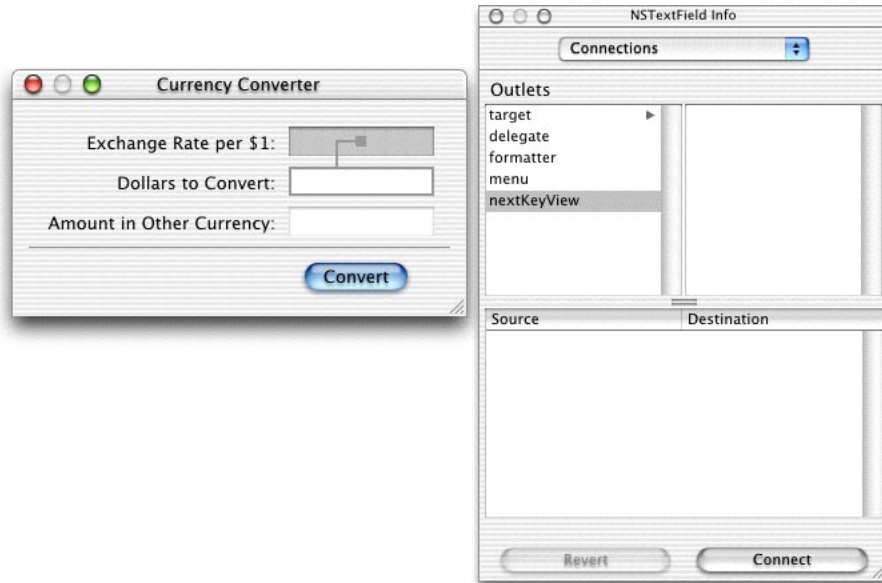 Currency Converter
Exchange Rate per $1:
Dollars to Convert:
Amount in Other Currency:
Convert
NSTextField Info
Connections
Outlets
target
delegate
formatter
menu
nextKeyView
Source Destination
Revert Connect